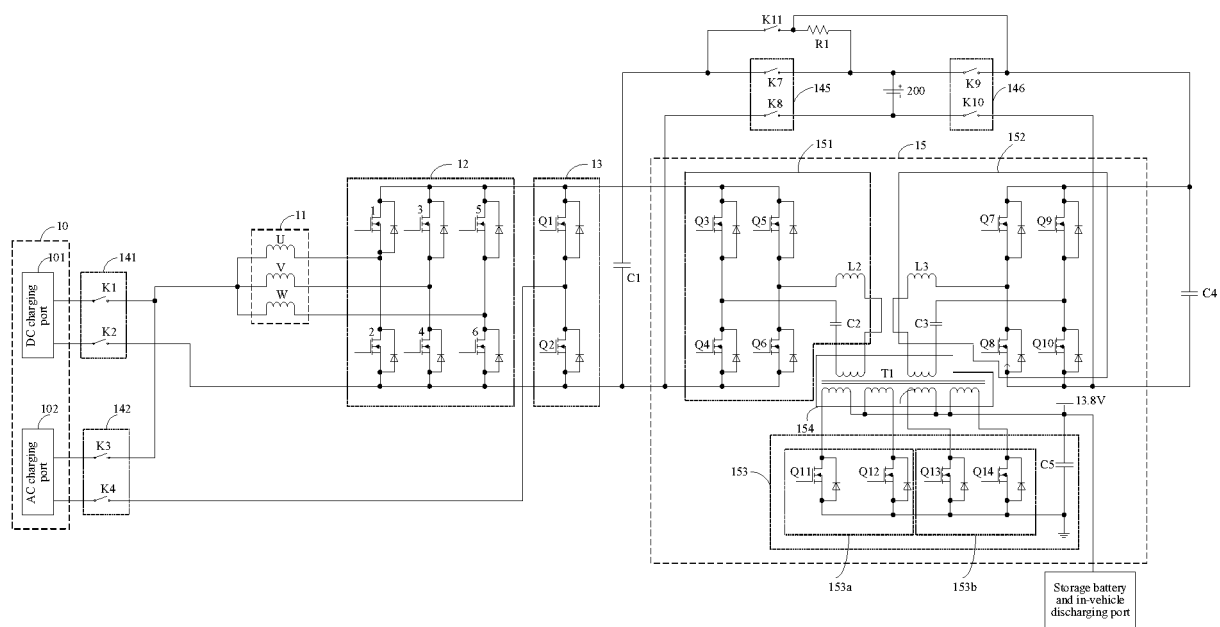 K11
R1
K7
K8
145
200
K9
K10
146
10
101
DC charging
port
102
AC charging
port
141
K1
K2
142
K3
K4
11
U
V
W
12
1
3
5
2
4
6
13
Q1
Q2
C1
151
15
152
Q3
Q5
Q4
Q6
L2
C2
L3
C3
Q7
Q9
Q8
Q10
C4
T1
154
13.8V
C5
153
Q11
Q12
Q13
Q14
153a
153b
Storage battery
and in-vehicle
discharging port